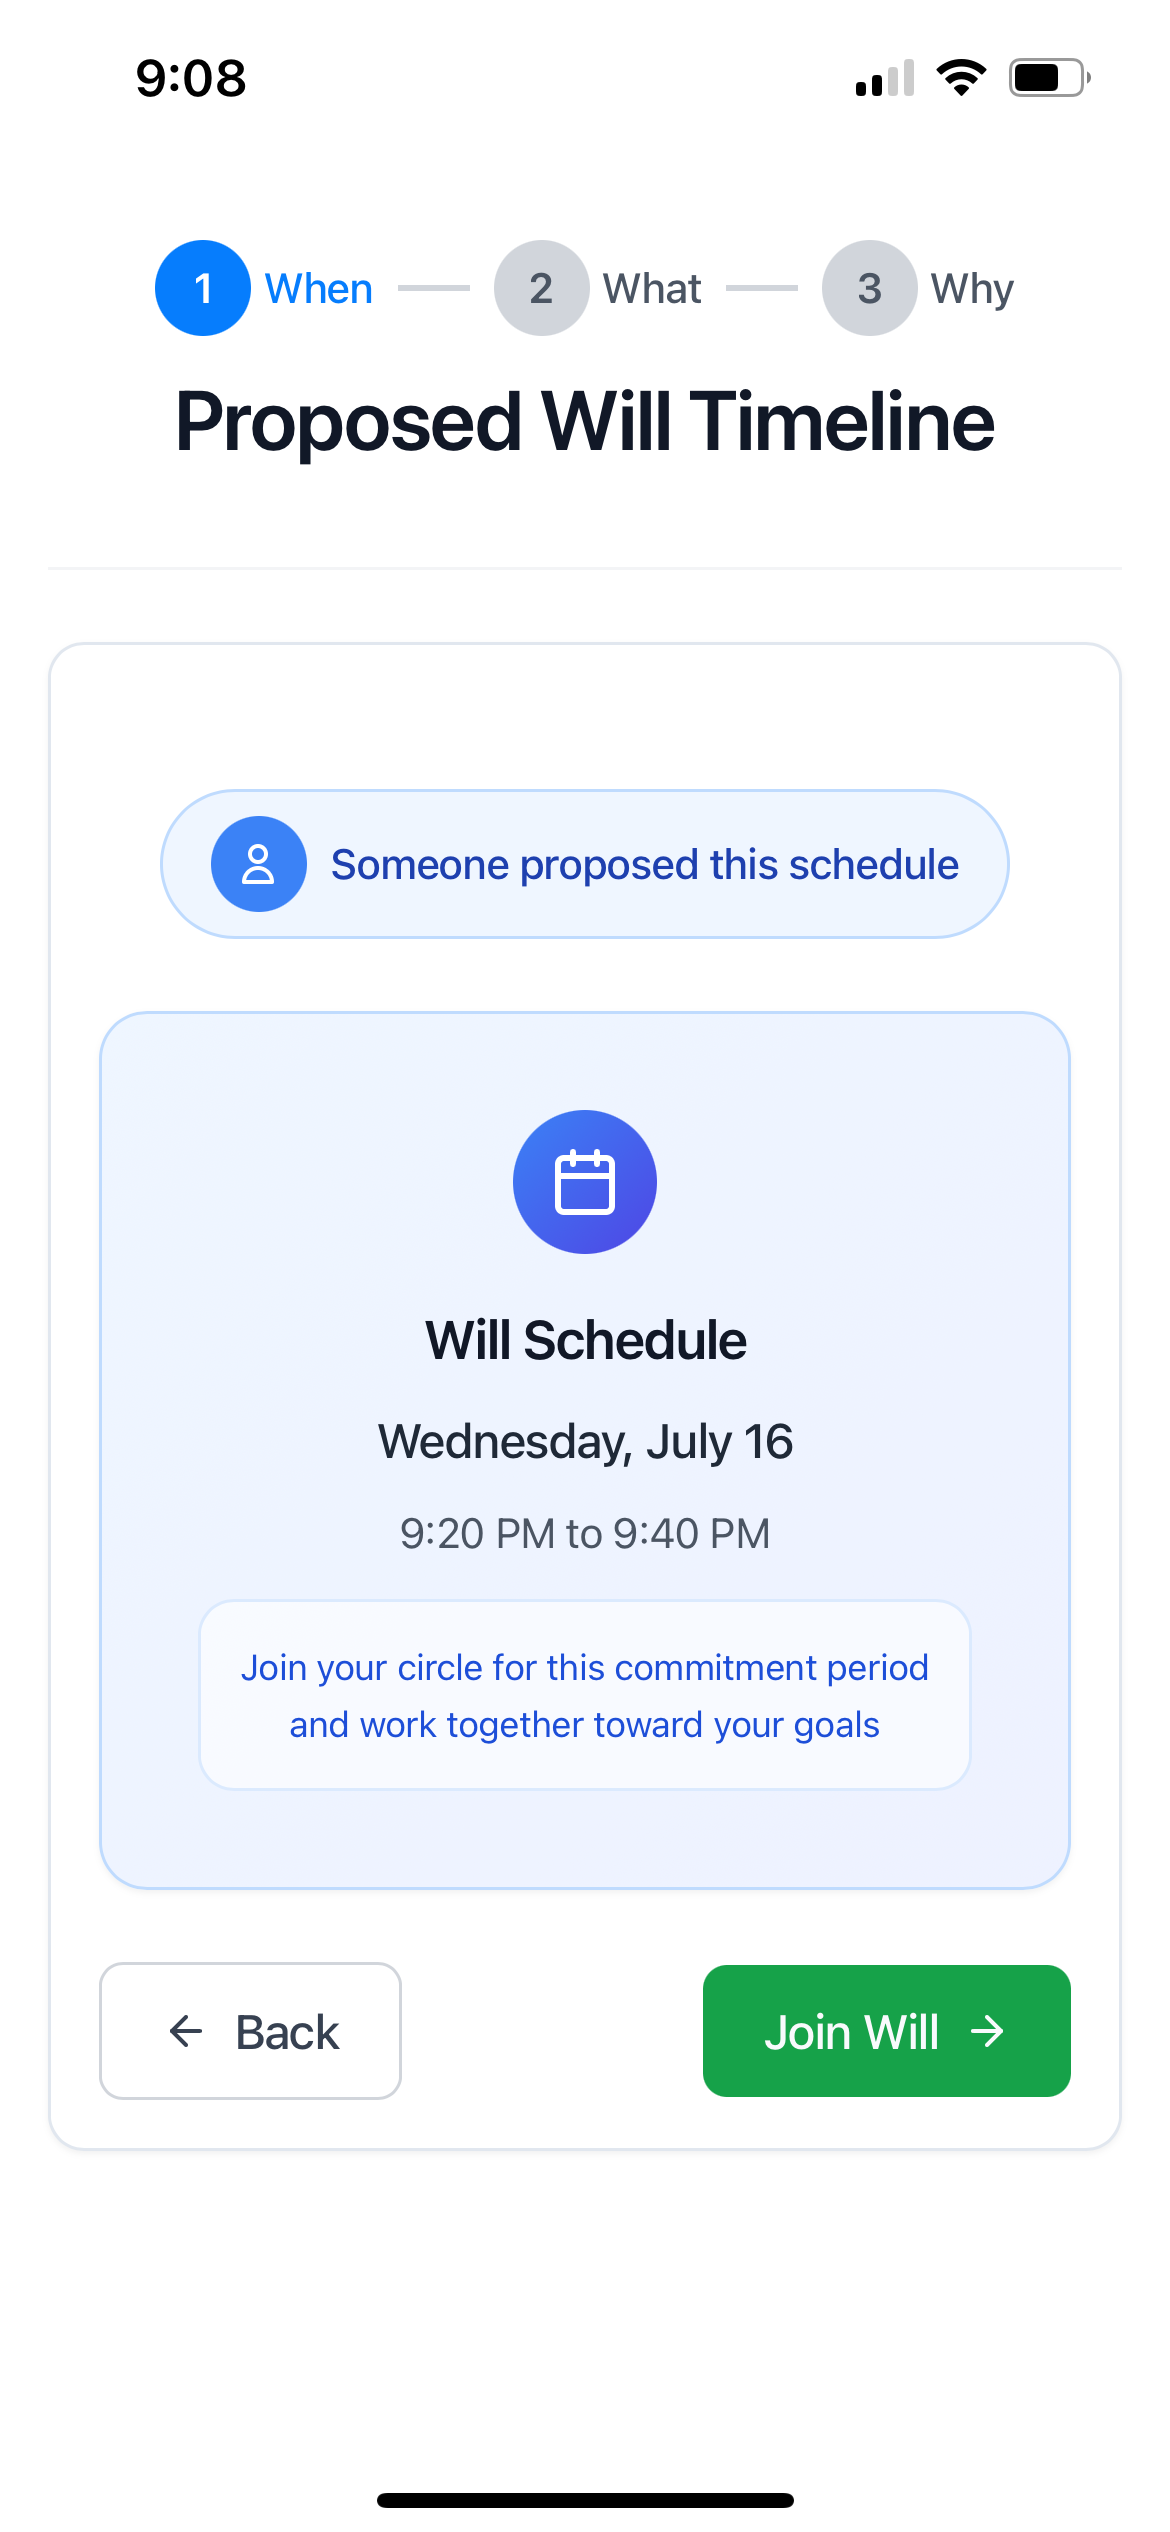 9:08
1 When 2 What 3 Why
Proposed Will Timeline
Someone proposed this schedule
Will Schedule
Wednesday, July 16
9:20 PM to 9:40 PM
Join your circle for this commitment period
and work together toward your goals
← Back
Join Will →